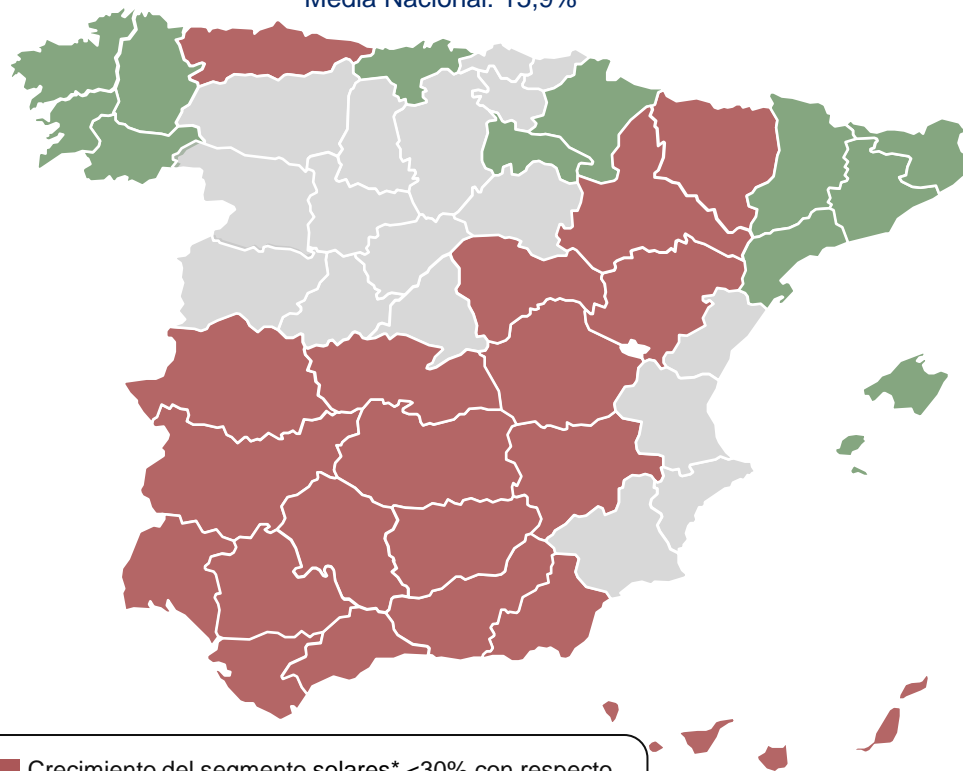 Media Nacional: 15,9%
Crecimiento del segmento solares* <30% con respecto